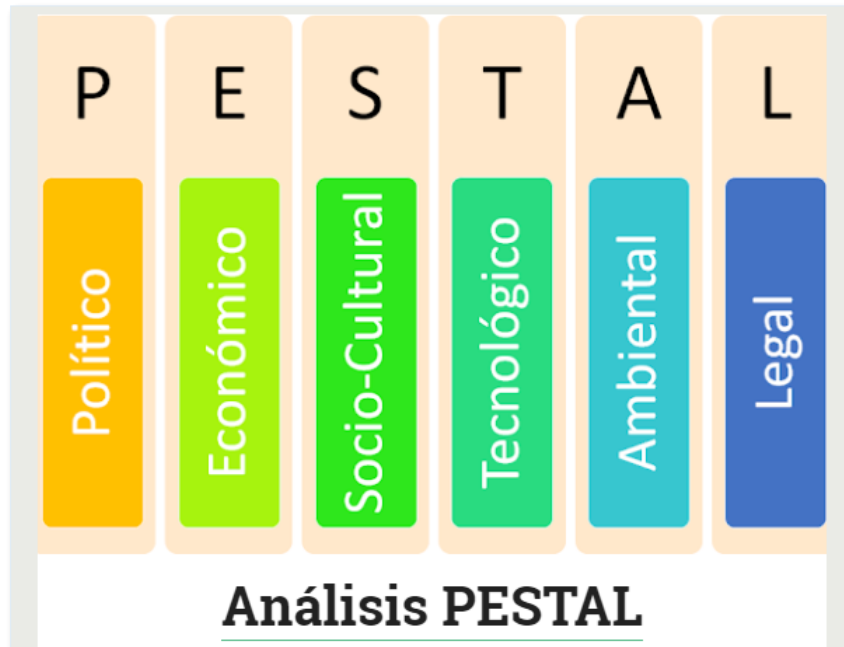 P E S T A L
Político
Económico
Socio-Cultural
Tecnológico
Ambiental
Legal
Análisis PESTAL